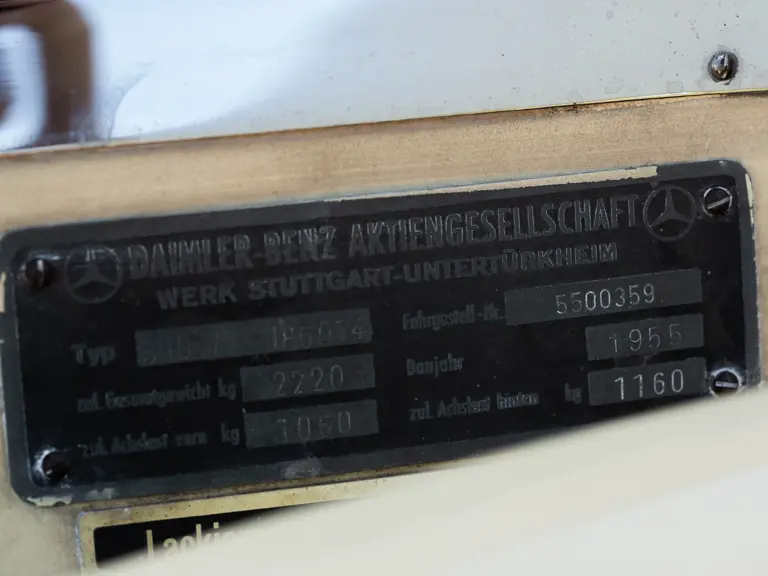 DAIMLER-BENZ AKTIENGESELLSCHAFT
WERK STUTTGART-UNTERTÜRKHEIM
Typ
Fahrgestell-Nr. 5500359
Baujahr 1955
zul. Gesamtgewicht kg 2220
zul. Achslast vorn kg 1060
zul. Achslast hinten kg 1160